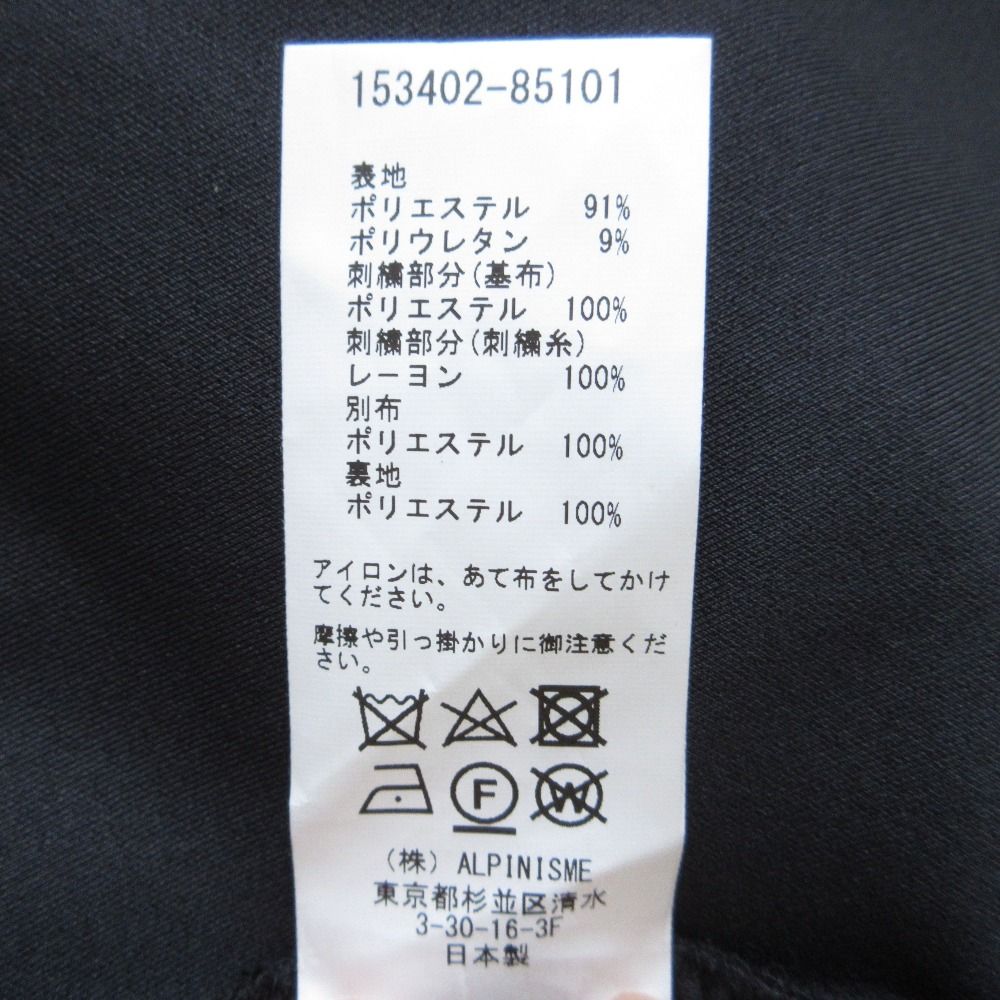 153402-85101
表地
ポリエステル 91%
ポリウレタン 9%
刺繍部分(基布)
ポリエステル 100%
刺繍部分(刺繍糸)
レーヨン 100%
別布
ポリエステル 100%
裏地
ポリエステル 100%
アイロンは、あて布をしてかけ
てください。
摩擦や引っ掛かりに御注意くだ
さい。
F W
(株) ALPINISME
東京都杉並区清水
3-30-16-3F
日本製